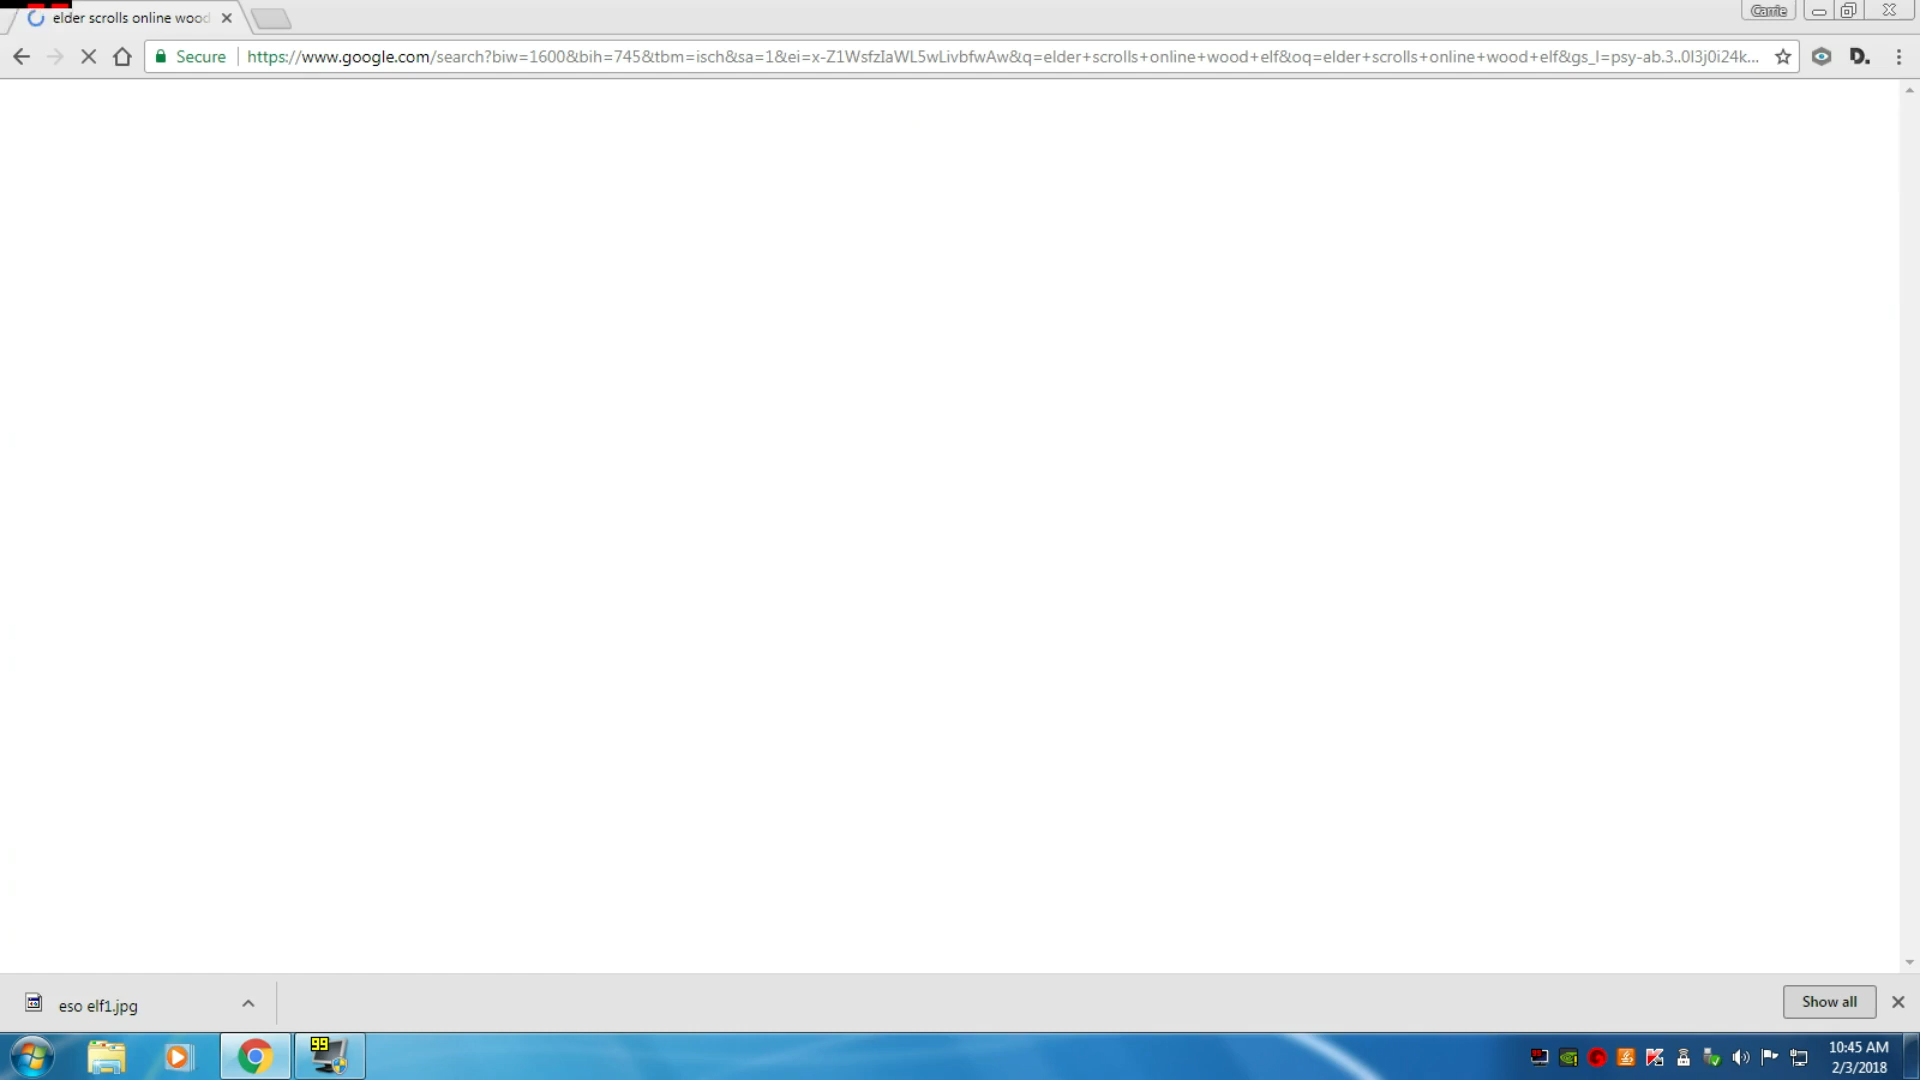 elder scrolls online wood
Carrie
Secure
https://www.google.com/search?biw=1600&bih=745&tbm=isch&sa=1&ei=x-Z1WsfzIaWL5wLivbfwAw&q=elder+scrolls+online+wood+elf&oq=elder+scrolls+online+wood+elf&gs_l=psy-ab.3..0l3j0i24k...
D.
eso elf1.jpg
Show all
99
10:45 AM
2/3/2018